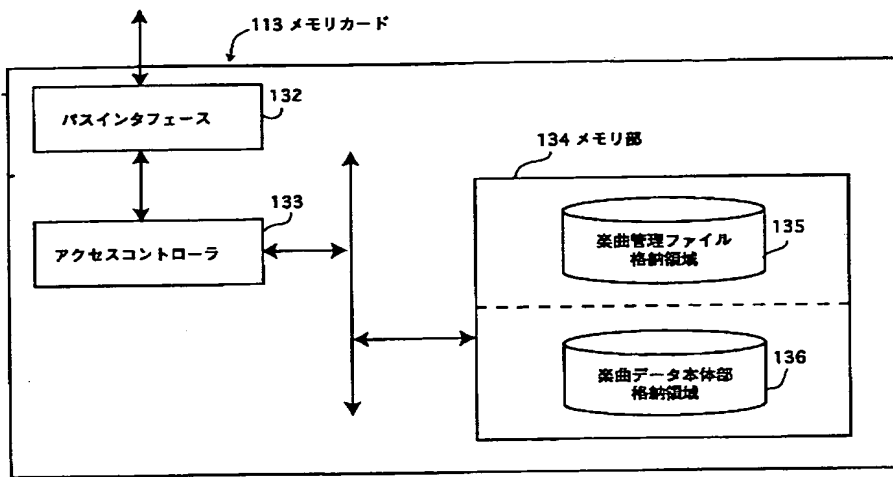 113 メモリカード
バスインタフェース
132
134 メモリ部
133
アクセスコントローラ
楽曲管理ファイル
格納領域
135
楽曲データ本体部
格納領域
136